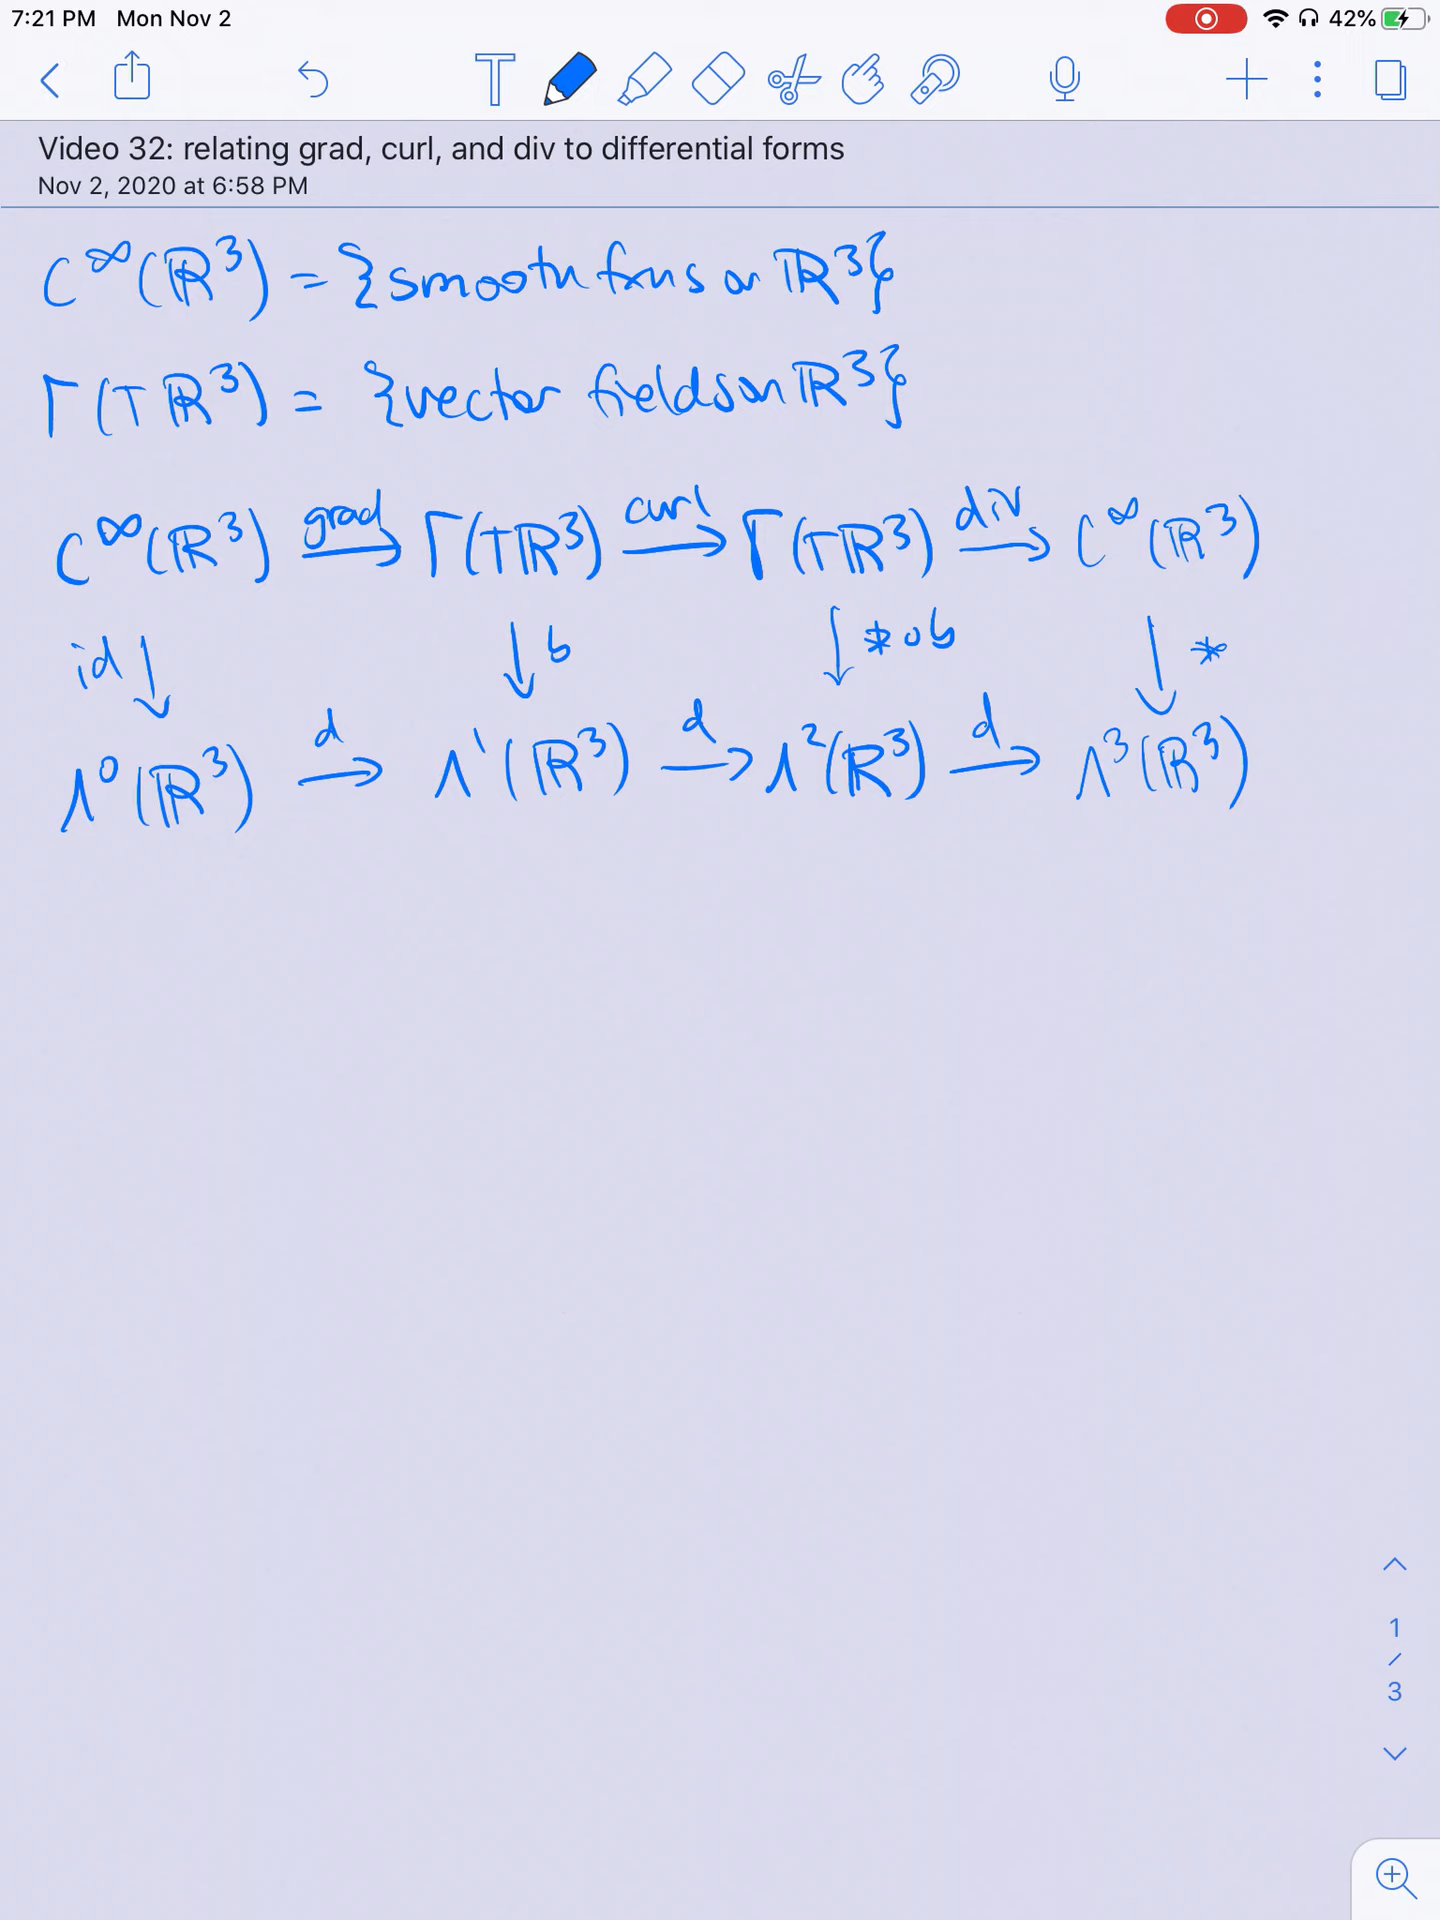 7:21 PM Mon Nov 2 42%
T
Video 32: relating grad, curl, and div to differential forms
Nov 2, 2020 at 6:58 PM
C^∞(ℝ³) = {smooth fxns on ℝ³}
Γ(Tℝ³) = {vector fields on ℝ³}
C^∞(ℝ³) grad→ Γ(Tℝ³) curl→ Γ(Tℝ³) div→ C^∞(ℝ³)
id↓ ↓♭ ↓*∘♭ ↓*
Λ⁰(ℝ³) d→ Λ¹(ℝ³) d→ Λ²(ℝ³) d→ Λ³(ℝ³)
1
/
3